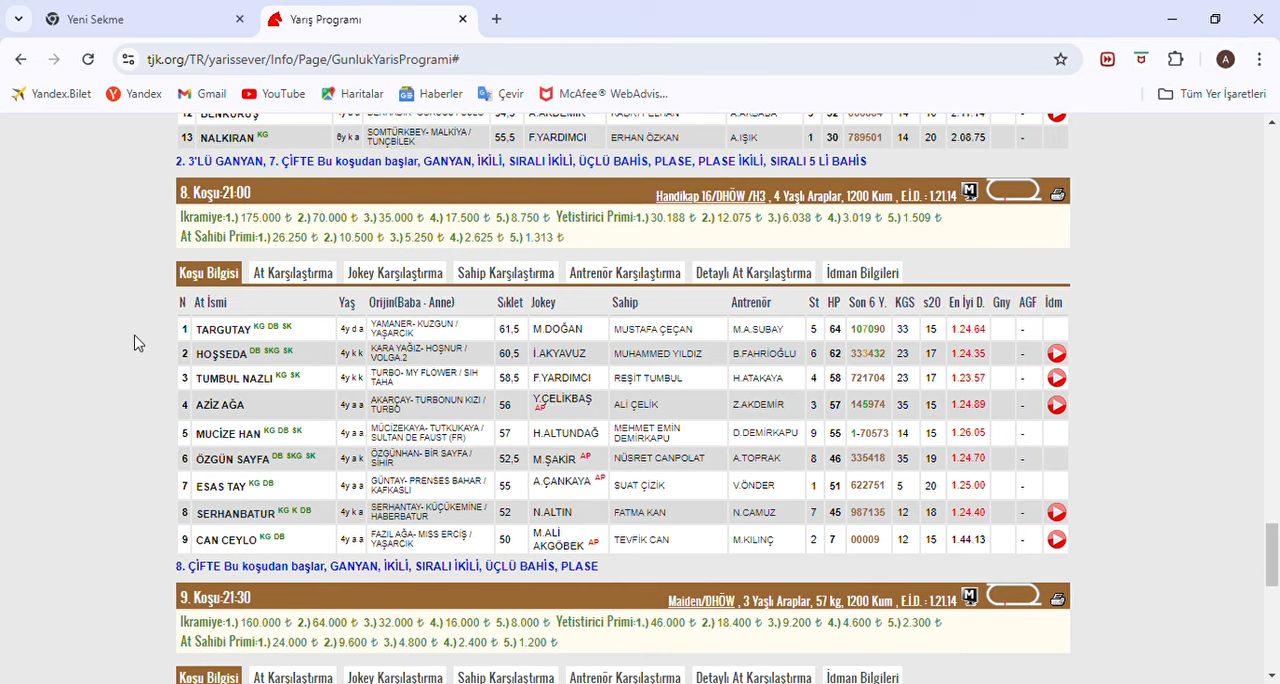 Yeni Sekme
Yarış Programı
tjk.org/TR/yarissever/Info/Page/GunlukYarisProgrami#
A
Yandex.Bilet Yandex Gmail YouTube Haritalar Haberler Çevir McAfee® WebAdvis... Tüm Yer İşaretleri
13 NALKIRAN KG 8y k a SOMTÜRKBEY- MALKİYA / TUNÇBİLEK 55,5 F.YARDIMCI ERHAN ÖZKAN A.IŞIK 1 30 789501 14 20 2.08.75 -
2. 3'LÜ GANYAN, 7. ÇİFTE Bu koşudan başlar, GANYAN, İKİLİ, SIRALI İKİLİ, ÜÇLÜ BAHİS, PLASE, PLASE İKİLİ, SIRALI 5 Lİ BAHİS
8. Koşu:21:00 Handikap 16/DHÖW /H3 , 4 Yaşlı Araplar, 1200 Kum , E.İ.D. : 1.21.14 M
Ikramiye:1.) 175.000 ₺ 2.) 70.000 ₺ 3.) 35.000 ₺ 4.) 17.500 ₺ 5.) 8.750 ₺ Yetistirici Primi:1.) 30.188 ₺ 2.) 12.075 ₺ 3.) 6.038 ₺ 4.) 3.019 ₺ 5.) 1.509 ₺
At Sahibi Primi:1.) 26.250 ₺ 2.) 10.500 ₺ 3.) 5.250 ₺ 4.) 2.625 ₺ 5.) 1.313 ₺
Koşu Bilgisi At Karşılaştırma Jokey Karşılaştırma Sahip Karşılaştırma Antrenör Karşılaştırma Detaylı At Karşılaştırma İdman Bilgileri
N At İsmi Yaş Orijin(Baba - Anne) Sıklet Jokey Sahip Antrenör St HP Son 6 Y. KGS s20 En İyi D. Gny AGF İdm
1 TARGUTAY KG DB SK 4y d a YAMANER- KUZGUN / YAŞARCIK 61,5 M.DOĞAN MUSTAFA ÇEÇAN M.A.SUBAY 5 64 107090 33 15 1.24.64 -
2 HOŞSEDA DB SKG SK 4y k k KARA YAĞIZ- HOŞNUR / VOLGA.2 60,5 İ.AKYAVUZ MUHAMMED YILDIZ B.FAHRİOĞLU 6 62 333432 23 17 1.24.35 -
3 TUMBUL NAZLI KG SK 4y k k TURBO- MY FLOWER / SIH TAHA 58,5 F.YARDIMCI REŞİT TUMBUL H.ATAKAYA 4 58 721704 23 17 1.23.57 -
4 AZİZ AĞA 4y a a AKARÇAY- TURBONUN KIZI / TURBO 56 Y.ÇELİKBAŞ AP ALİ ÇELİK Z.AKDEMİR 3 57 145974 35 15 1.24.89 -
5 MUCİZE HAN KG DB SK 4y a a MÜCİZEKAYA- TUTKUKAYA / SULTAN DE FAUST (FR) 57 H.ALTUNDAĞ MEHMET EMİN DEMİRKAPU D.DEMİRKAPU 9 55 1-70573 14 15 1.26.05 -
6 ÖZGÜN SAYFA DB SKG SK 4y a k ÖZGÜNHAN- BİR SAYFA / SİHİR 52,5 M.ŞAKİR AP NÜSRET CANPOLAT A.TOPRAK 8 46 335418 35 19 1.24.70 -
7 ESAS TAY KG DB 4y a a GÜNTAY- PRENSES BAHAR / KAFKASLI 55 A.ÇANKAYA AP SUAT ÇİZİK V.ÖNDER 1 51 622751 5 20 1.25.00 -
8 SERHANBATUR KG K DB 4y k a SERHANTAY- KÜÇÜKEMİNE / HABERBATUR 52 N.ALTIN FATMA KAN N.CAMUZ 7 45 987135 12 18 1.24.40 -
9 CAN CEYLO KG DB 4y a a FAZIL AĞA- MISS ERCİŞ / YAŞARCIK 50 M.ALİ AKGÖBEK AP TEVFİK CAN M.KILINÇ 2 7 00009 12 15 1.44.13 -
8. ÇİFTE Bu koşudan başlar, GANYAN, İKİLİ, SIRALI İKİLİ, ÜÇLÜ BAHİS, PLASE
9. Koşu:21:30 Maiden/DHÖW , 3 Yaşlı Araplar, 57 kg, 1200 Kum , E.İ.D. : 1.21.14 M
Ikramiye:1.) 160.000 ₺ 2.) 64.000 ₺ 3.) 32.000 ₺ 4.) 16.000 ₺ 5.) 8.000 ₺ Yetistirici Primi:1.) 46.000 ₺ 2.) 18.400 ₺ 3.) 9.200 ₺ 4.) 4.600 ₺ 5.) 2.300 ₺
At Sahibi Primi:1.) 24.000 ₺ 2.) 9.600 ₺ 3.) 4.800 ₺ 4.) 2.400 ₺ 5.) 1.200 ₺
Koşu Bilgisi At Karşılaştırma Jokey Karşılaştırma Sahip Karşılaştırma Antrenör Karşılaştırma Detaylı At Karşılaştırma İdman Bilgileri